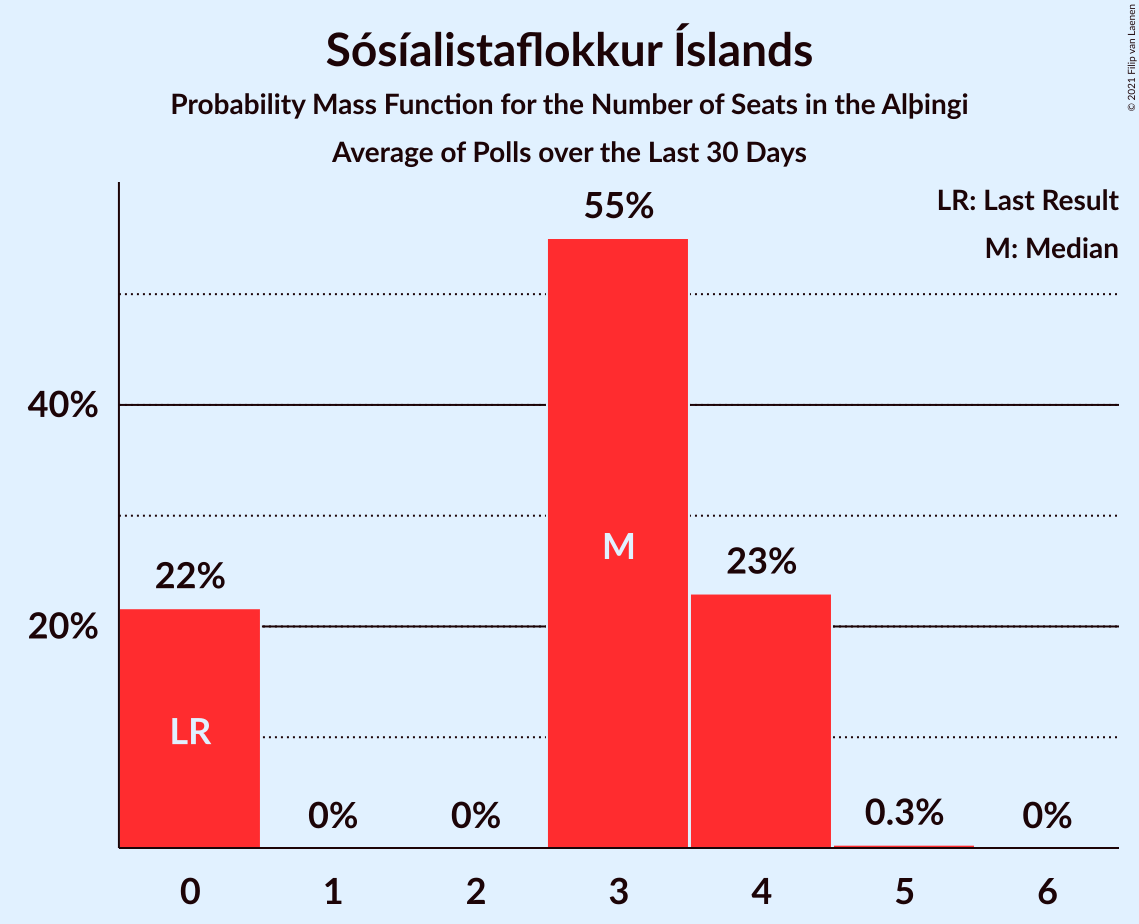 Sósíalistaflokkur Íslands
Probability Mass Function for the Number of Seats in the Alþingi
Average of Polls over the Last 30 Days
© 2021 Filip van Laenen
LR: Last Result
M: Median
55%
40%
M
22%
23%
20%
LR
0%
0%
0.3%
0%
0 1 2 3 4 5 6